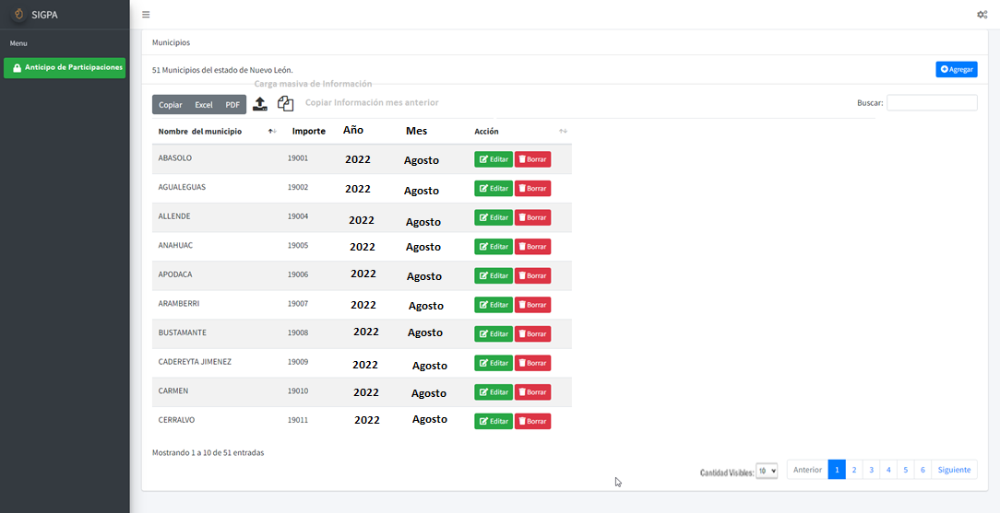 SIGPA
Menu
Anticipo de Participaciones
Municipios
51 Municipios del estado de Nuevo León.
Agregar
Carga masiva de Información
Copiar Excel PDF Copiar Información mes anterior Buscar:
Nombre del municipio Importe Año Mes Acción
ABASOLO 19001 2022 Agosto Editar Borrar
AGUALEGUAS 19002 2022 Agosto Editar Borrar
ALLENDE 19004 2022 Agosto Editar Borrar
ANAHUAC 19005 2022 Agosto Editar Borrar
APODACA 19006 2022 Agosto Editar Borrar
ARAMBERRI 19007 2022 Agosto Editar Borrar
BUSTAMANTE 19008 2022 Agosto Editar Borrar
CADEREYTA JIMENEZ 19009 2022 Agosto Editar Borrar
CARMEN 19010 2022 Agosto Editar Borrar
CERRALVO 19011 2022 Agosto Editar Borrar
Mostrando 1 a 10 de 51 entradas
Cantidad Visibles: 10 Anterior 1 2 3 4 5 6 Siguiente